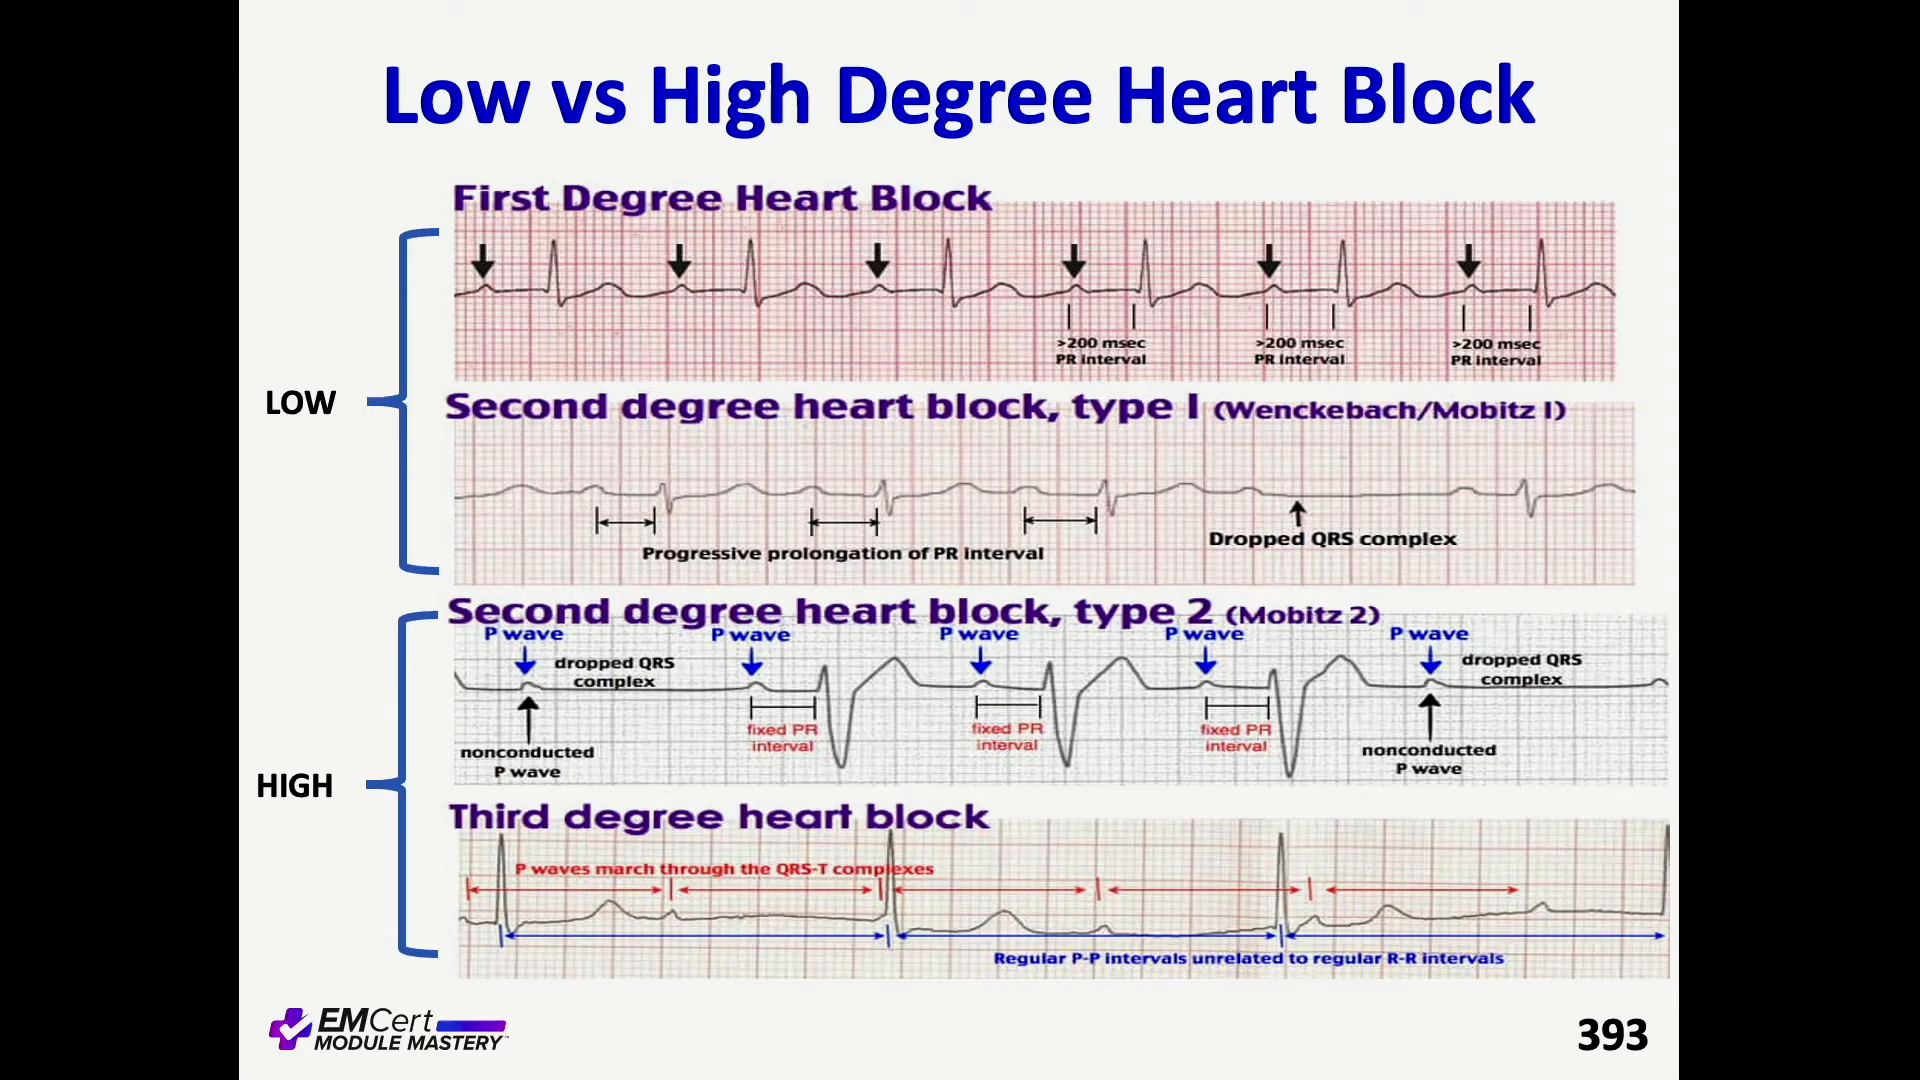 Low vs High Degree Heart Block
First Degree Heart Block
>200 msec
PR interval
>200 msec
PR interval
>200 msec
PR interval
LOW
Second degree heart block, type I (Wenckebach/Mobitz I)
Progressive prolongation of PR interval
Dropped QRS complex
Second degree heart block, type 2 (Mobitz 2)
P wave
P wave
P wave
P wave
P wave
dropped QRS
complex
dropped QRS
complex
fixed PR
interval
fixed PR
interval
fixed PR
interval
nonconducted
P wave
nonconducted
P wave
HIGH
Third degree heart block
P waves march through the QRS-T complexes
Regular P-P intervals unrelated to regular R-R intervals
EMCert
MODULE MASTERY™
393